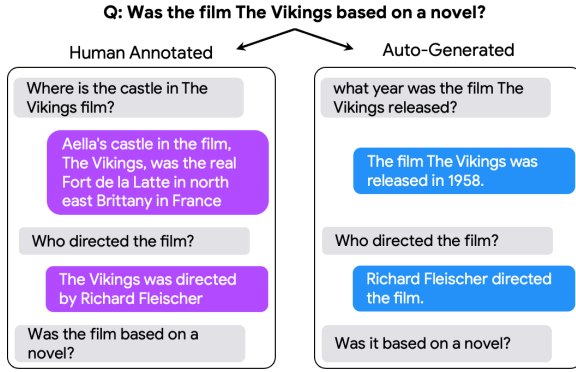 Q: Was the film The Vikings based on a novel?
Human Annotated
Where is the castle in The
Vikings film?
Aella's castle in the film,
The Vikings, was the real
Fort de la Latte in north
east Brittany in France
Who directed the film?
The Vikings was directed
by Richard Fleischer
Was the film based on a
novel?
Auto-Generated
what year was the film The
Vikings released?
The film The Vikings was
released in 1958.
Who directed the film?
Richard Fleischer directed
the film.
Was it based on a novel?